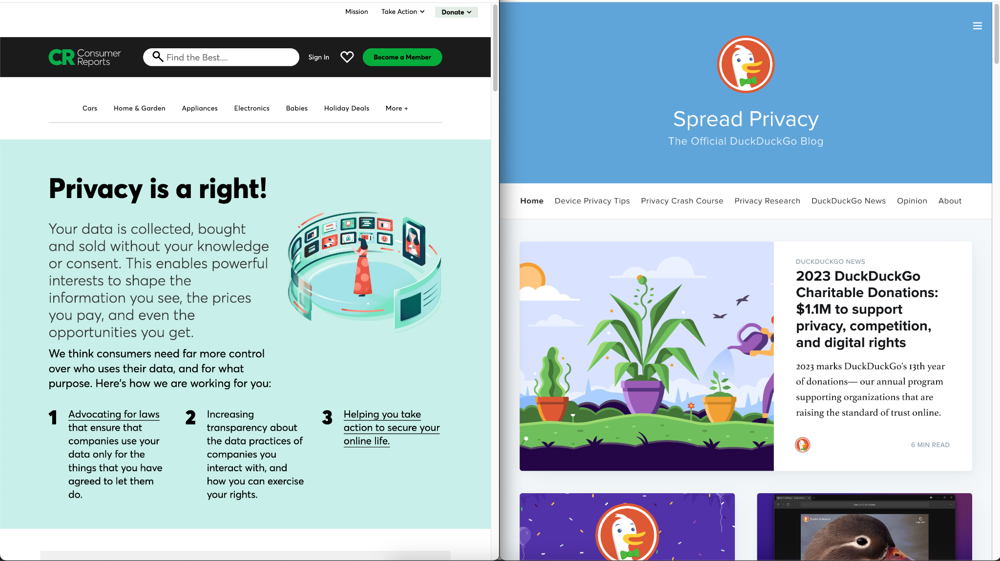 Mission Take Action Donate
CR Consumer Reports
Find the Best....
Sign In
Become a Member
Cars Home & Garden Appliances Electronics Babies Holiday Deals More +
Privacy is a right!
Your data is collected, bought
and sold without your knowledge
or consent. This enables powerful
interests to shape the
information you see, the prices
you pay, and even the
opportunities you get.
We think consumers need far more control
over who uses their data, and for what
purpose. Here's how we are working for you:
1
Advocating for laws
that ensure that
companies use your
data only for the
things that you have
agreed to let them
do.
2
Increasing
transparency about
the data practices of
companies you
interact with, and
how you can exercise
your rights.
3
Helping you take
action to secure your
online life.
Spread Privacy
The Official DuckDuckGo Blog
Home Device Privacy Tips Privacy Crash Course Privacy Research DuckDuckGo News Opinion About
DUCKDUCKGO NEWS
2023 DuckDuckGo
Charitable Donations:
$1.1M to support
privacy, competition,
and digital rights
2023 marks DuckDuckGo's 13th year
of donations— our annual program
supporting organizations that are
raising the standard of trust online.
6 MIN READ
Search or Enter Address
Ducks in Nature
Copy Link